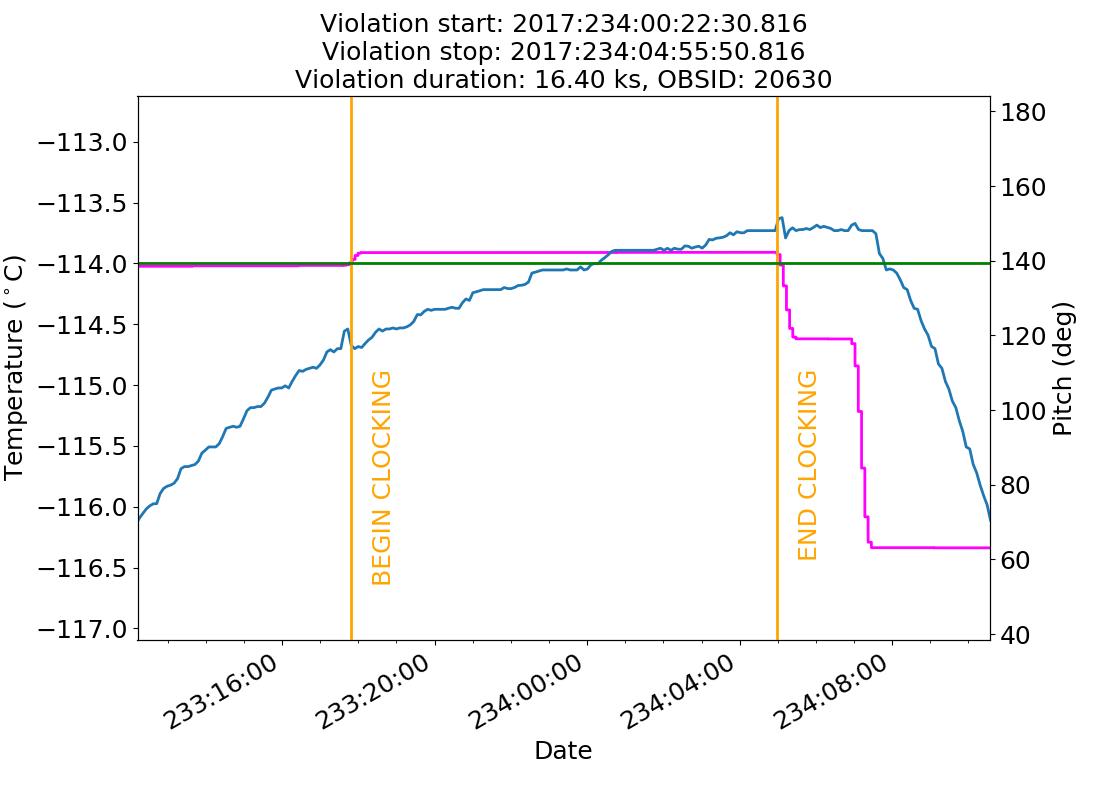 Violation start: 2017:234:00:22:30.816
Violation stop: 2017:234:04:55:50.816
Violation duration: 16.40 ks, OBSID: 20630
−113.0
−113.5
−114.0
−114.5
−115.0
−115.5
−116.0
−116.5
−117.0
Temperature (°C)
BEGIN CLOCKING
END CLOCKING
180
160
140
120
100
80
60
40
Pitch (deg)
233:16:00
233:20:00
234:00:00
234:04:00
234:08:00
Date